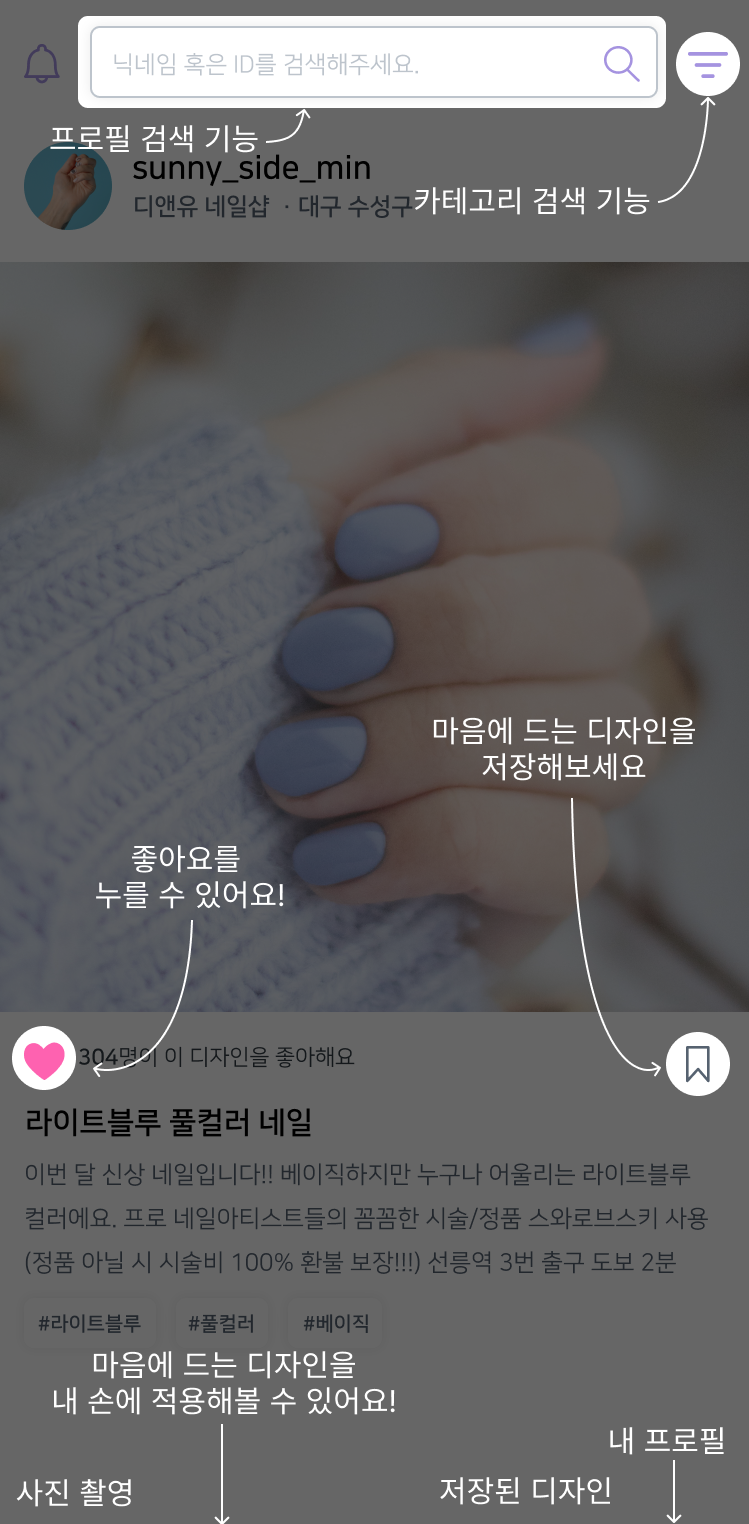 닉네임 혹은 ID를 검색해주세요.
프로필 검색 기능
sunny_side_min
디앤유 네일샵 · 대구 수성구
카테고리 검색 기능
마음에 드는 디자인을
저장해보세요
좋아요를
누를 수 있어요!
304명이 이 디자인을 좋아해요
라이트블루 풀컬러 네일
이번 달 신상 네일입니다!! 베이직하지만 누구나 어울리는 라이트블루
컬러에요. 프로 네일아티스트들의 꼼꼼한 시술/정품 스와로브스키 사용
(정품 아닐 시 시술비 100% 환불 보장!!!) 선릉역 3번 출구 도보 2분
#라이트블루 #풀컬러 #베이직
마음에 드는 디자인을
내 손에 적용해볼 수 있어요!
내 프로필
사진 촬영
저장된 디자인